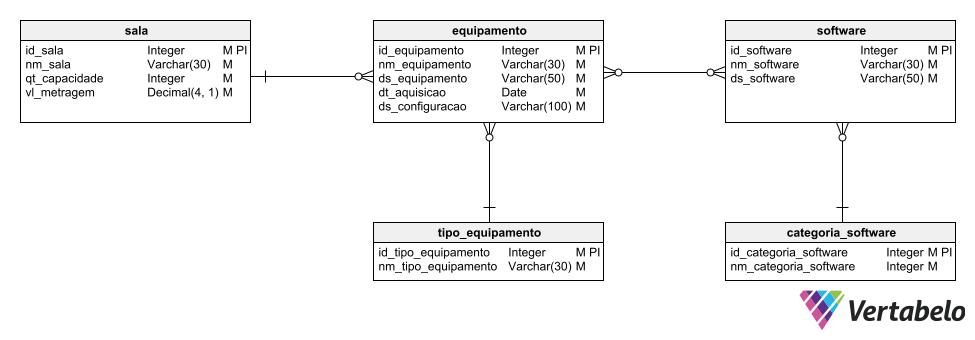 sala
id_sala Integer M PI
nm_sala Varchar(30) M
qt_capacidade Integer M
vl_metragem Decimal(4, 1) M
equipamento
id_equipamento Integer M PI
nm_equipamento Varchar(30) M
ds_equipamento Varchar(50) M
dt_aquisicao Date M
ds_configuracao Varchar(100) M
software
id_software Integer M PI
nm_software Varchar(30) M
ds_software Varchar(50) M
tipo_equipamento
id_tipo_equipamento Integer M PI
nm_tipo_equipamento Varchar(30) M
categoria_software
id_categoria_software Integer M PI
nm_categoria_software Integer M
Vertabelo